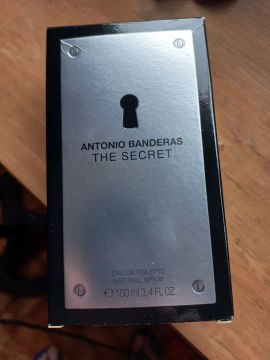 ANTONIO BANDERAS
THE SECRET
EAU DE TOILETTE
NATURAL SPRAY
℮ 100 ml/3.4 FL OZ